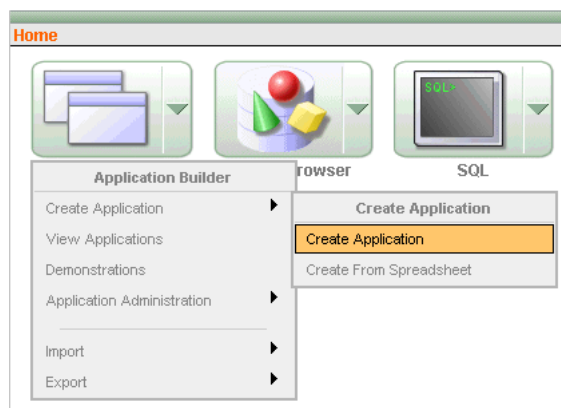 Home
SQL>
rowser
SQL
Application Builder
Create Application
View Applications
Demonstrations
Application Administration
Import
Export
Create Application
Create Application
Create From Spreadsheet